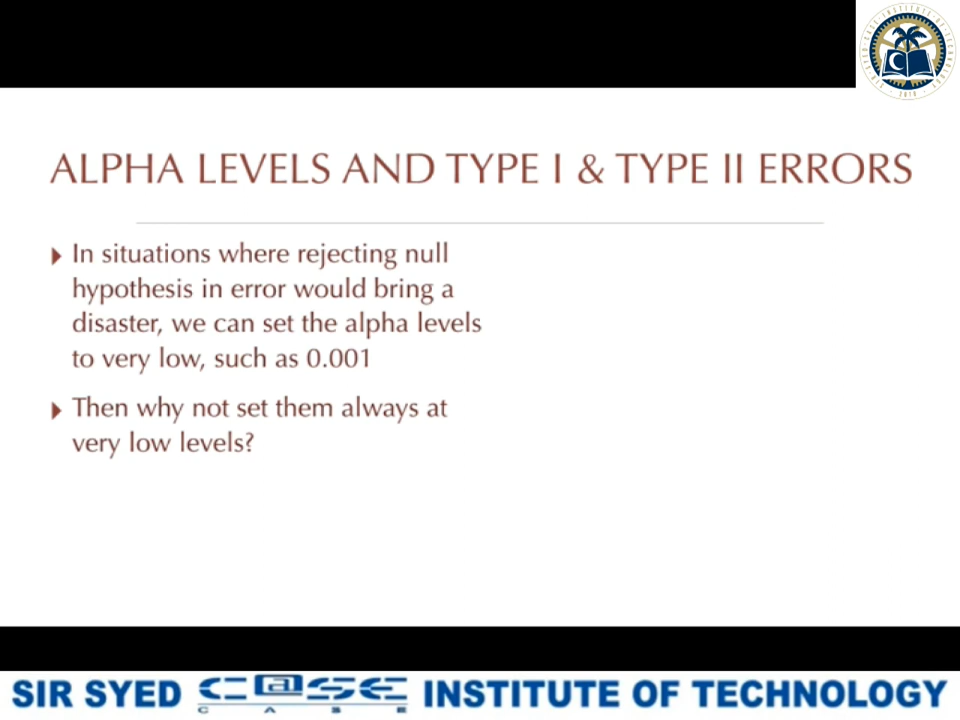 ALPHA LEVELS AND TYPE I & TYPE II ERRORS
In situations where rejecting null
hypothesis in error would bring a
disaster, we can set the alpha levels
to very low, such as 0.001
Then why not set them always at
very low levels?
SIR SYED C@SE INSTITUTE OF TECHNOLOGY
C A S E